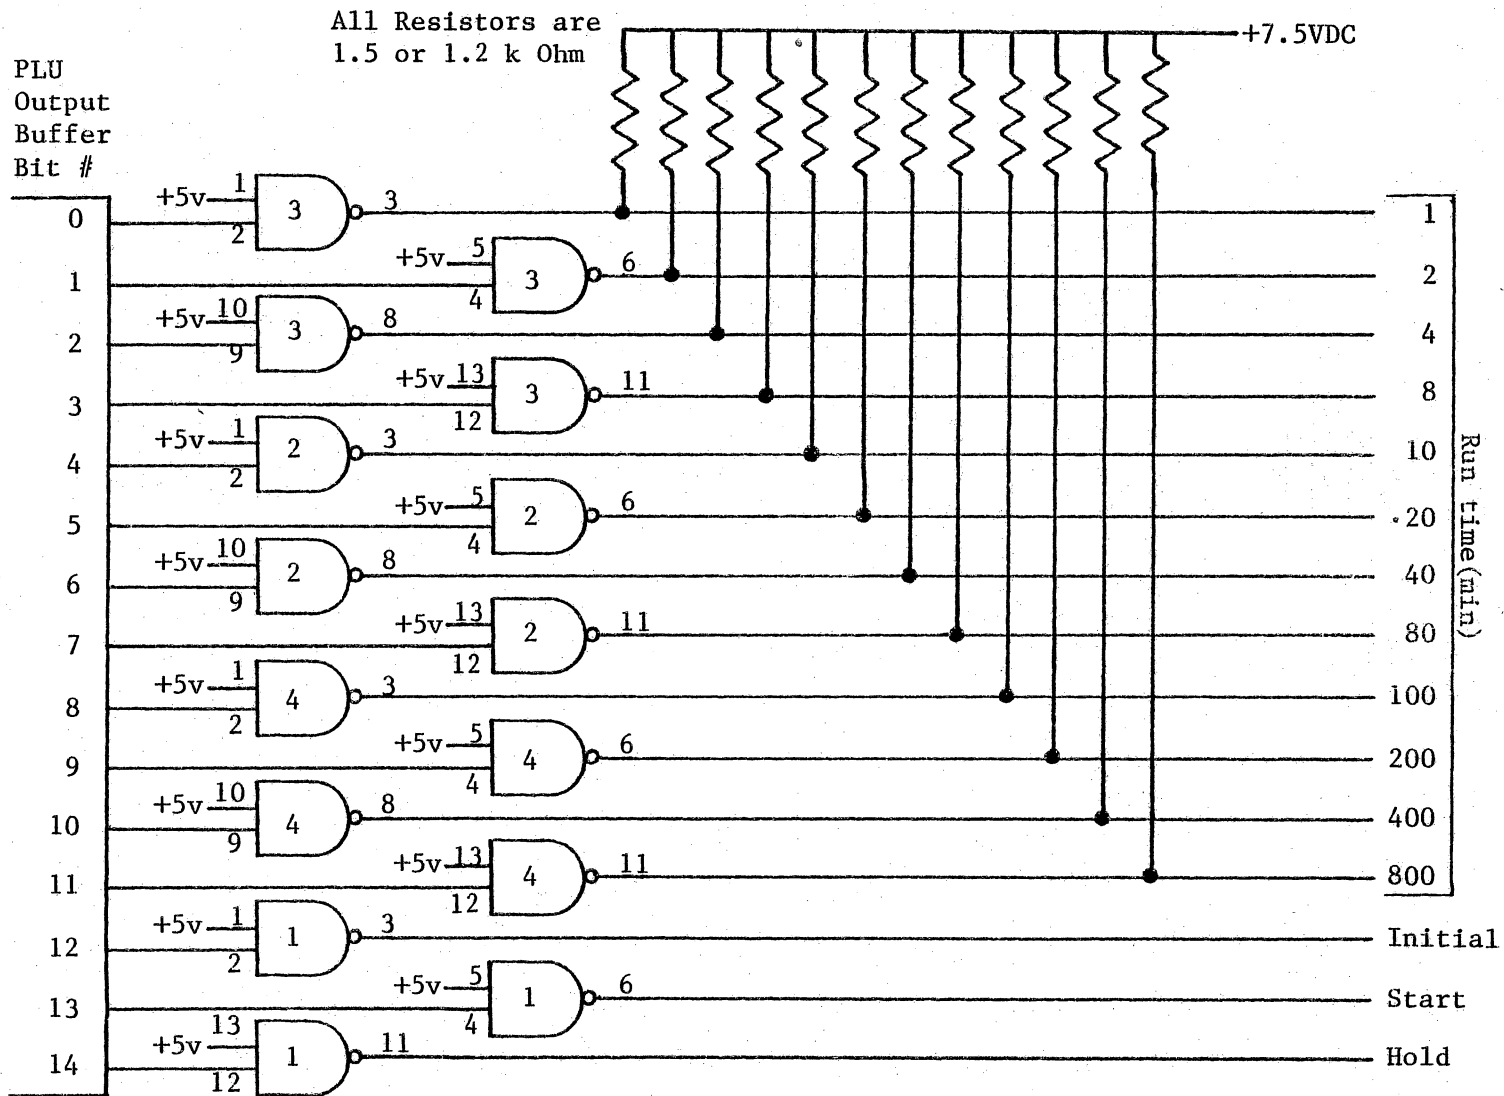 All Resistors are
1.5 or 1.2 k Ohm
+7.5VDC
PLU
Output
Buffer
Bit #
0 +5v 1 2 3 3 1
1 +5v 5 4 3 6 2
2 +5v 10 9 3 8 4
3 +5v 13 12 3 11 8
4 +5v 1 2 2 3 10
5 +5v 5 4 2 6 20
6 +5v 10 9 2 8 40
7 +5v 13 12 2 11 80
8 +5v 1 2 4 3 100
9 +5v 5 4 4 6 200
10 +5v 10 9 4 8 400
11 +5v 13 12 4 11 800
Run time(min)
12 +5v 1 2 1 3 Initial
13 +5v 5 4 1 6 Start
14 +5v 13 12 1 11 Hold